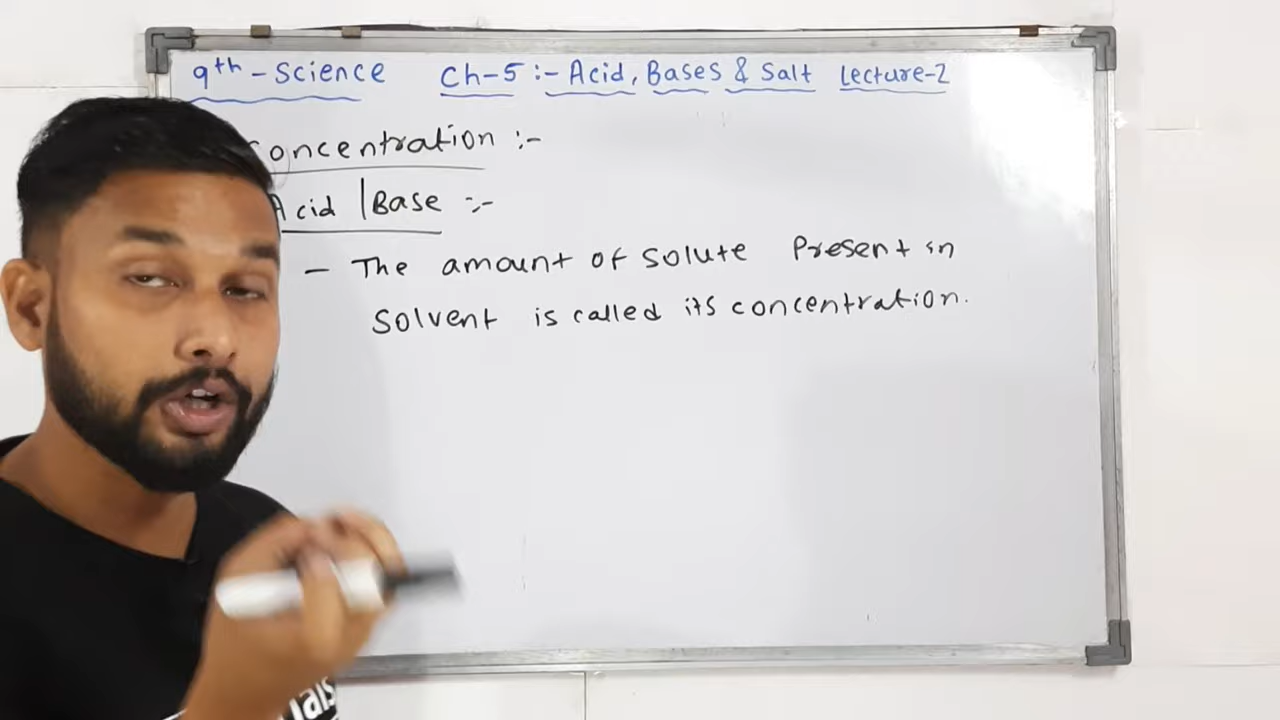 9th - Science Ch-5 :- Acid, Bases & Salt Lecture-2
Concentration :-
Acid | Base :-
- The amount of solute Present in
Solvent is called its concentration.